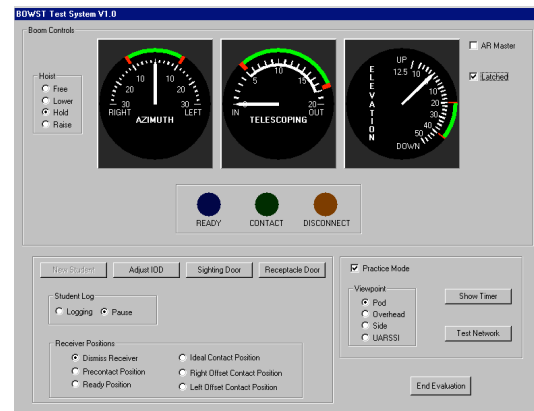 BOWST Test System V1.0
Boom Controls
Hoist
Free
Lower
Hold
Raise
10 10
20 20
30 30
RIGHT LEFT
AZIMUTH
5 10 15
0 20
IN OUT
TELESCOPING
ELEVATION
UP
12.5 10
0
10
20
30
40
50
DOWN
AR Master
Latched
READY CONTACT DISCONNECT
New Student Adjust IOD Sighting Door Receptacle Door
Student Log
Logging Pause
Receiver Positions
Dismiss Receiver Ideal Contact Position
Precontact Position Right Offset Contact Position
Ready Position Left Offset Contact Position
Practice Mode
Viewpoint
Pod
Overhead
Side
UARSSI
Show Timer
Test Network
End Evaluation